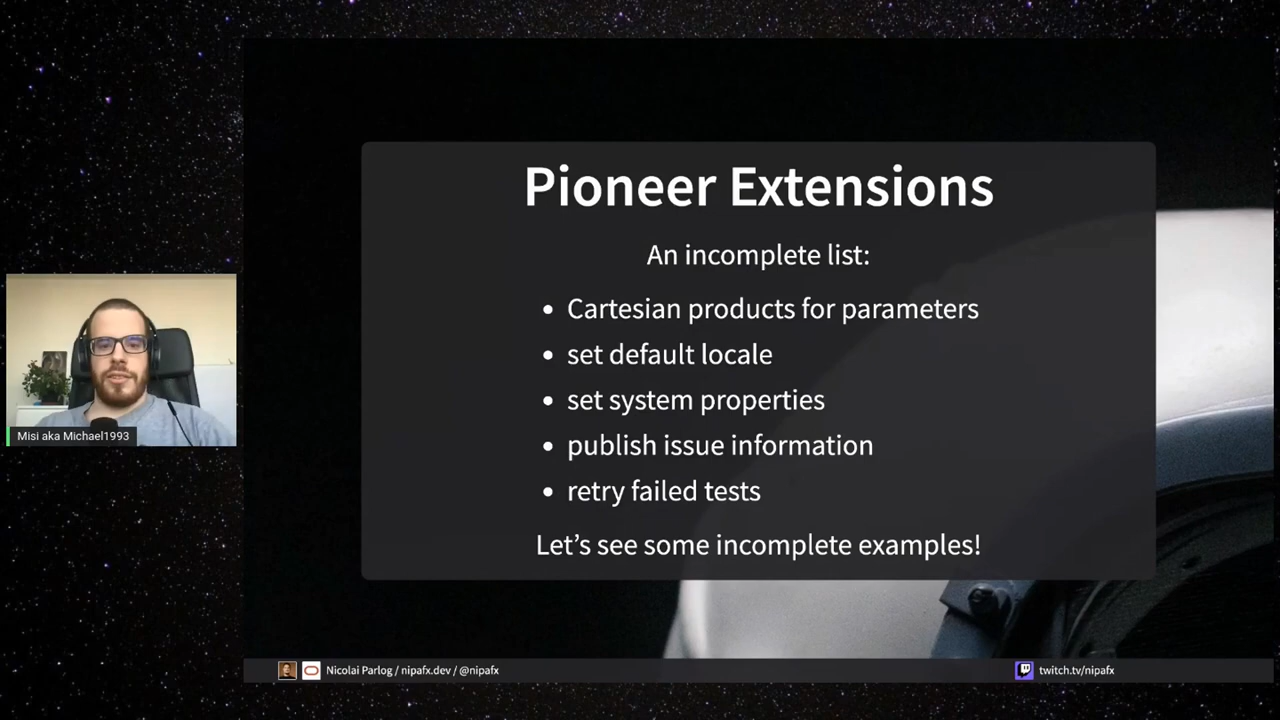 Pioneer Extensions
An incomplete list:
• Cartesian products for parameters
• set default locale
• set system properties
• publish issue information
• retry failed tests
Let’s see some incomplete examples!
Misi aka Michael1993
Nicolai Parlog / nipafx.dev / @nipafx
twitch.tv/nipafx